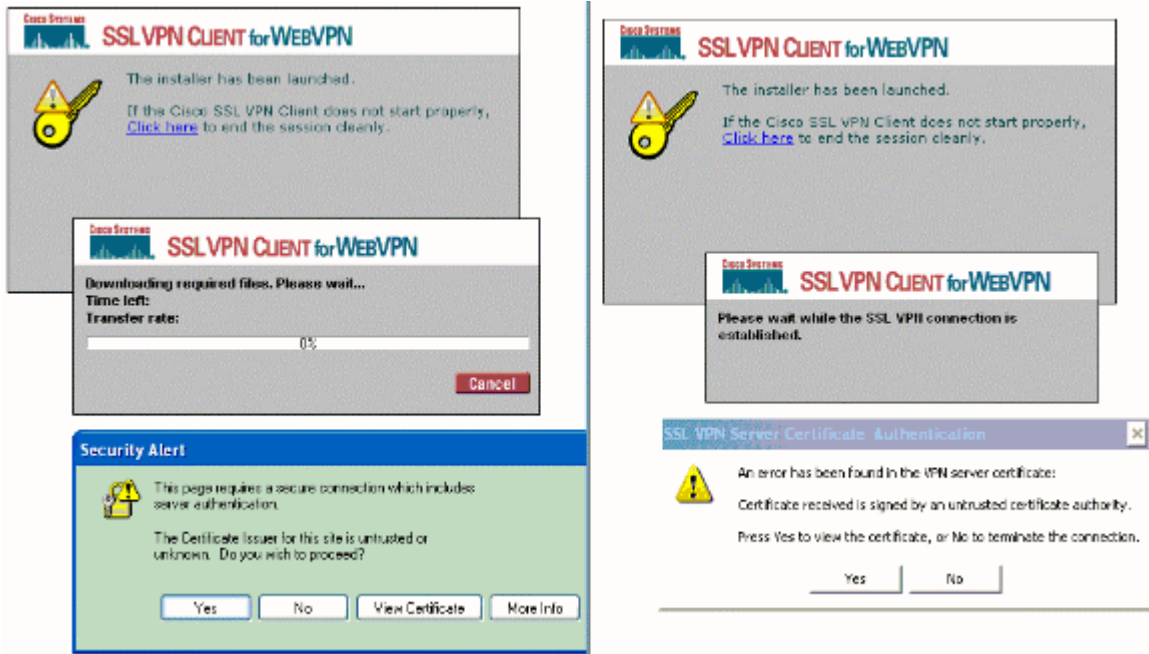 CISCO SYSTEMS
SSL VPN CLIENT for WEBVPN
The installer has been launched.
If the Cisco SSL VPN Client does not start properly,
Click here to end the session cleanly.
CISCO SYSTEMS
SSL VPN CLIENT for WEBVPN
Downloading required files. Please wait...
Time left:
Transfer rate:
0%
Cancel
Security Alert
This page requires a secure connection which includes
server authentication.
The Certificate Issuer for this site is untrusted or
unknown. Do you wish to proceed?
Yes
No
View Certificate
More Info
CISCO SYSTEMS
SSL VPN CLIENT for WEBVPN
The installer has been launched.
If the Cisco SSL VPN Client does not start properly,
Click here to end the session cleanly.
CISCO SYSTEMS
SSL VPN CLIENT for WEBVPN
Please wait while the SSL VPN connection is
established.
SSL VPN Server Certificate Authentication
An error has been found in the VPN server certificate:
Certificate received is signed by an untrusted certificate authority.
Press Yes to view the certificate, or No to terminate the connection.
Yes
No